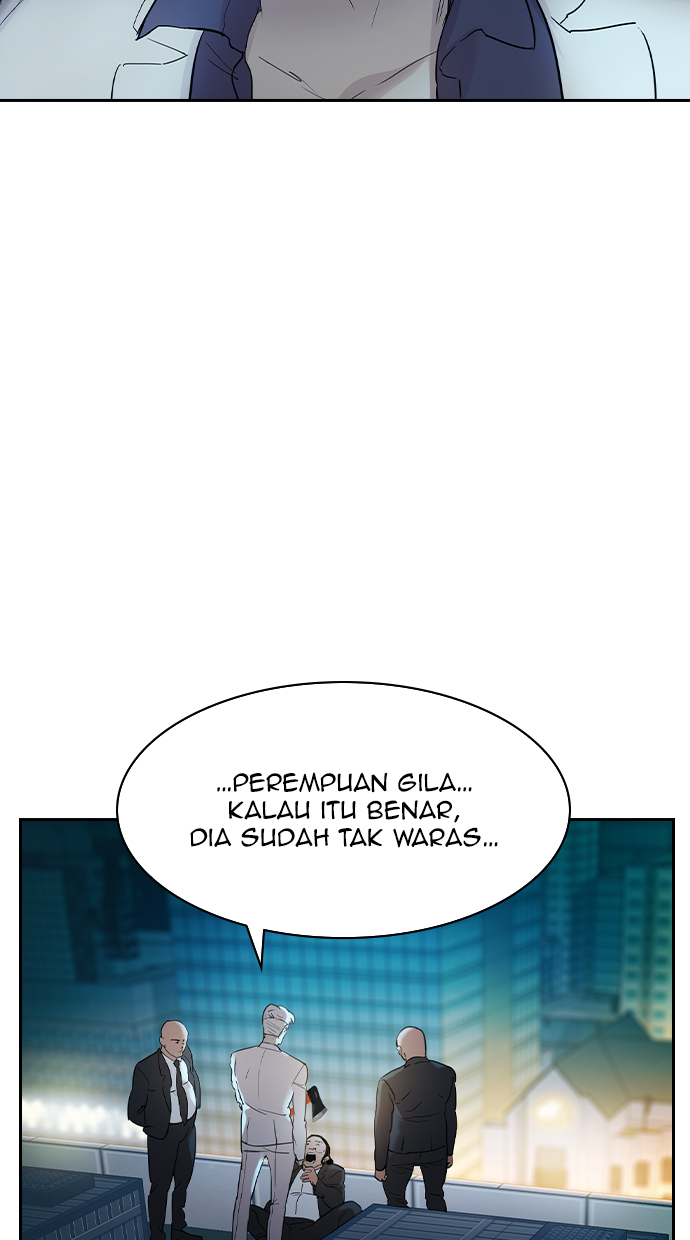 ...PEREMPUAN GILA...
KALAU ITU BENAR,
DIA SUDAH TAK WARAS...